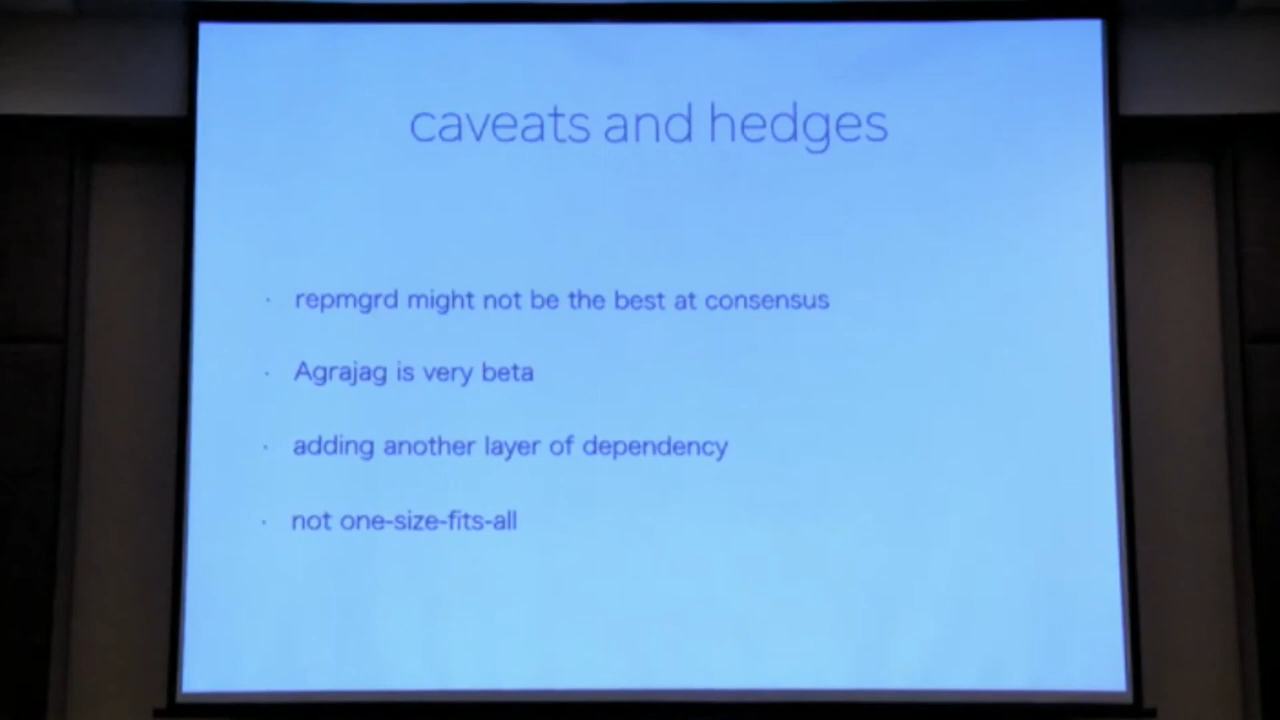 caveats and hedges
· repmgrd might not be the best at consensus
· Agrajag is very beta
· adding another layer of dependency
· not one-size-fits-all